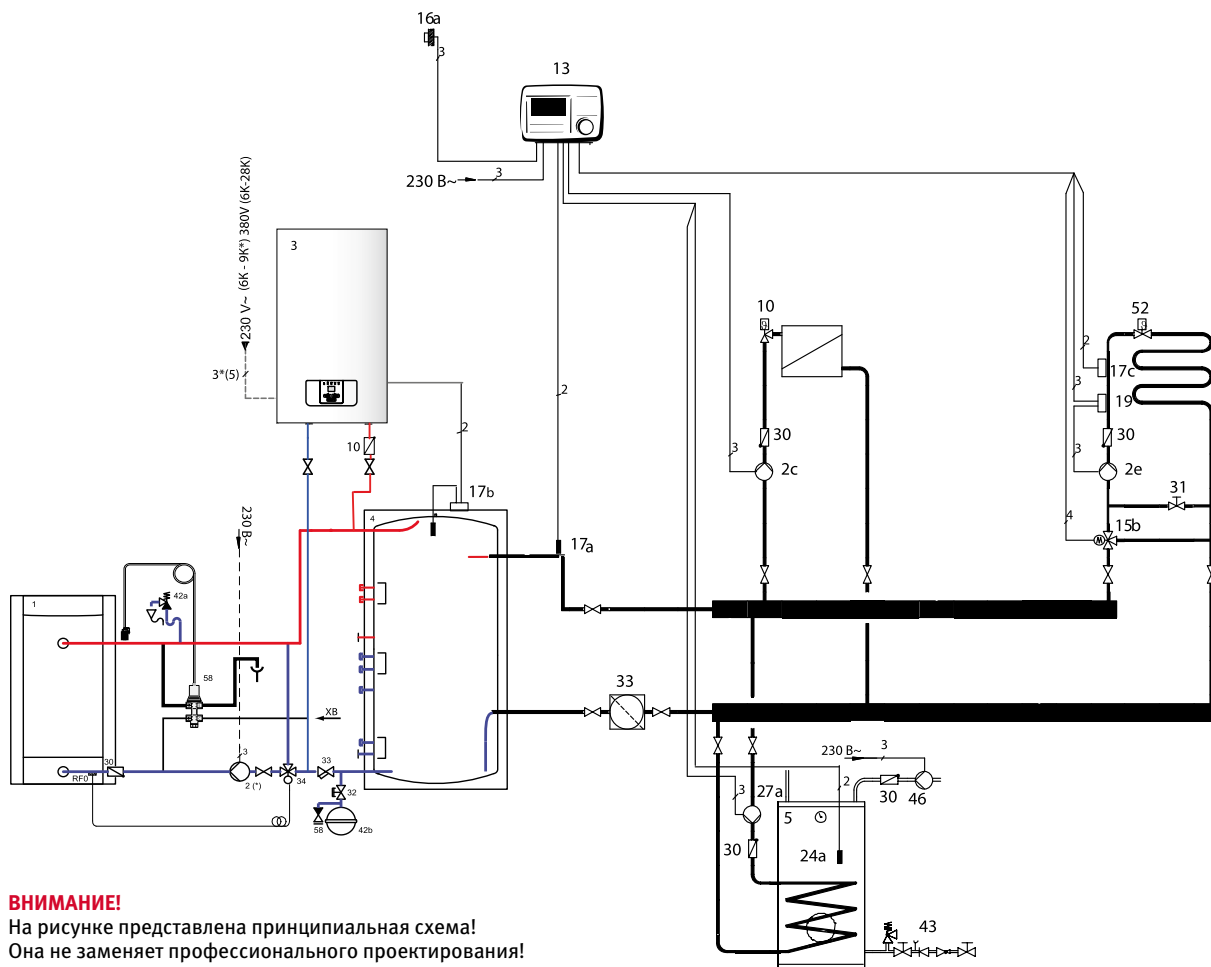 16a
3
13
230 В~
3
230 V~ (6K - 9K*) 380V (6K-28K)
3*(5)
3
2
10
2
10
52
2
17c
3
19
30
30
3
2c
3
2e
31
4
15b
17b
4
17a
230 В~
1
42a
58
ХВ
33
3
30
RF0
2 (*)
34
33
32
58
42b
230 В~
3
3
27a
2
30
46
5
30
24a
43
ВНИМАНИЕ!
На рисунке представлена принципиальная схема!
Она не заменяет профессионального проектирования!